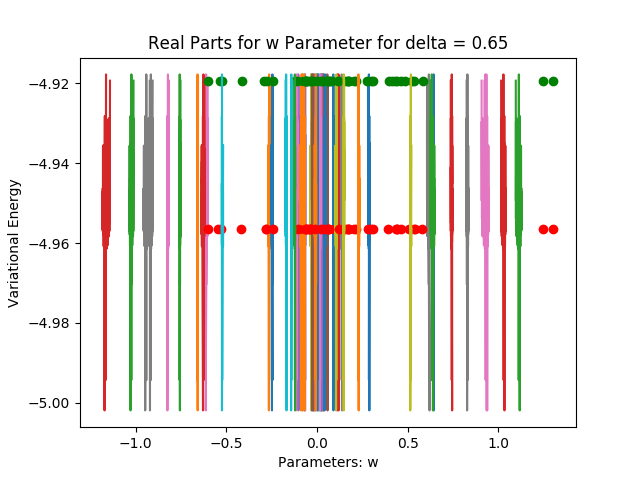 Real Parts for w Parameter for delta = 0.65
Variational Energy
−4.92
−4.94
−4.96
−4.98
−5.00
−1.0 −0.5 0.0 0.5 1.0
Parameters: w